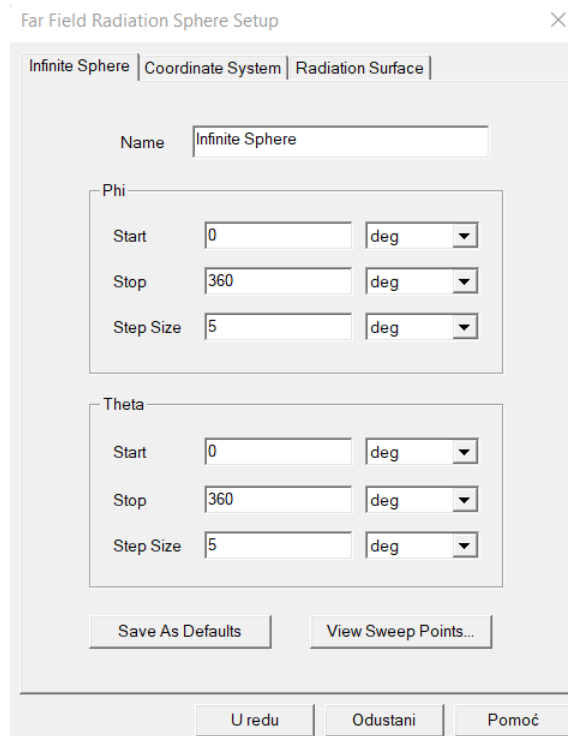 Far Field Radiation Sphere Setup
Infinite Sphere Coordinate System Radiation Surface
Name Infinite Sphere
Phi
Start 0 deg
Stop 360 deg
Step Size 5 deg
Theta
Start 0 deg
Stop 360 deg
Step Size 5 deg
Save As Defaults View Sweep Points...
U redu Odustani Pomoć